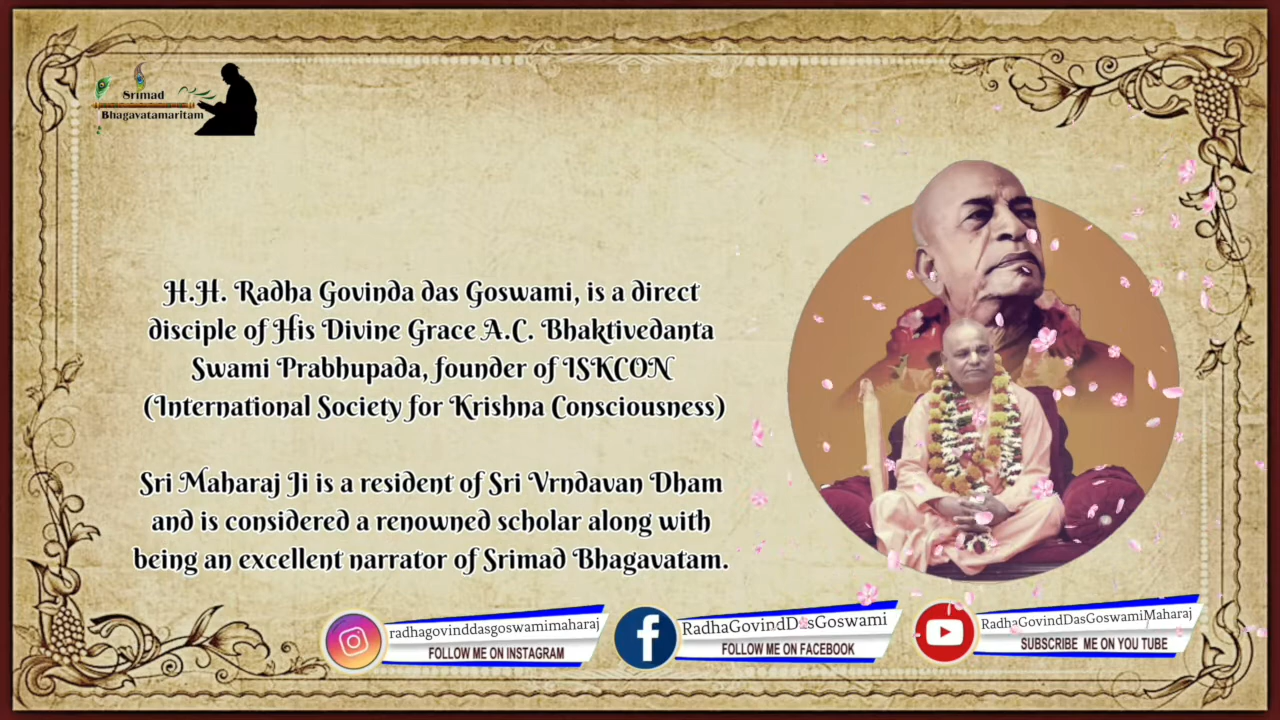 Srimad
Bhagavatamaritam
H.H. Radha Govinda das Goswami, is a direct
disciple of His Divine Grace A.C. Bhaktivedanta
Swami Prabhupada, founder of ISKCON
(International Society for Krishna Consciousness)
Sri Maharaj Ji is a resident of Sri Vrndavan Dham
and is considered a renowned scholar along with
being an excellent narrator of Srimad Bhagavatam.
radhagovinddasgoswamimaharaj
FOLLOW ME ON INSTAGRAM
RadhaGovindDasGoswami
FOLLOW ME ON FACEBOOK
RadhaGovindDasGoswamiMaharaj
SUBSCRIBE ME ON YOU TUBE